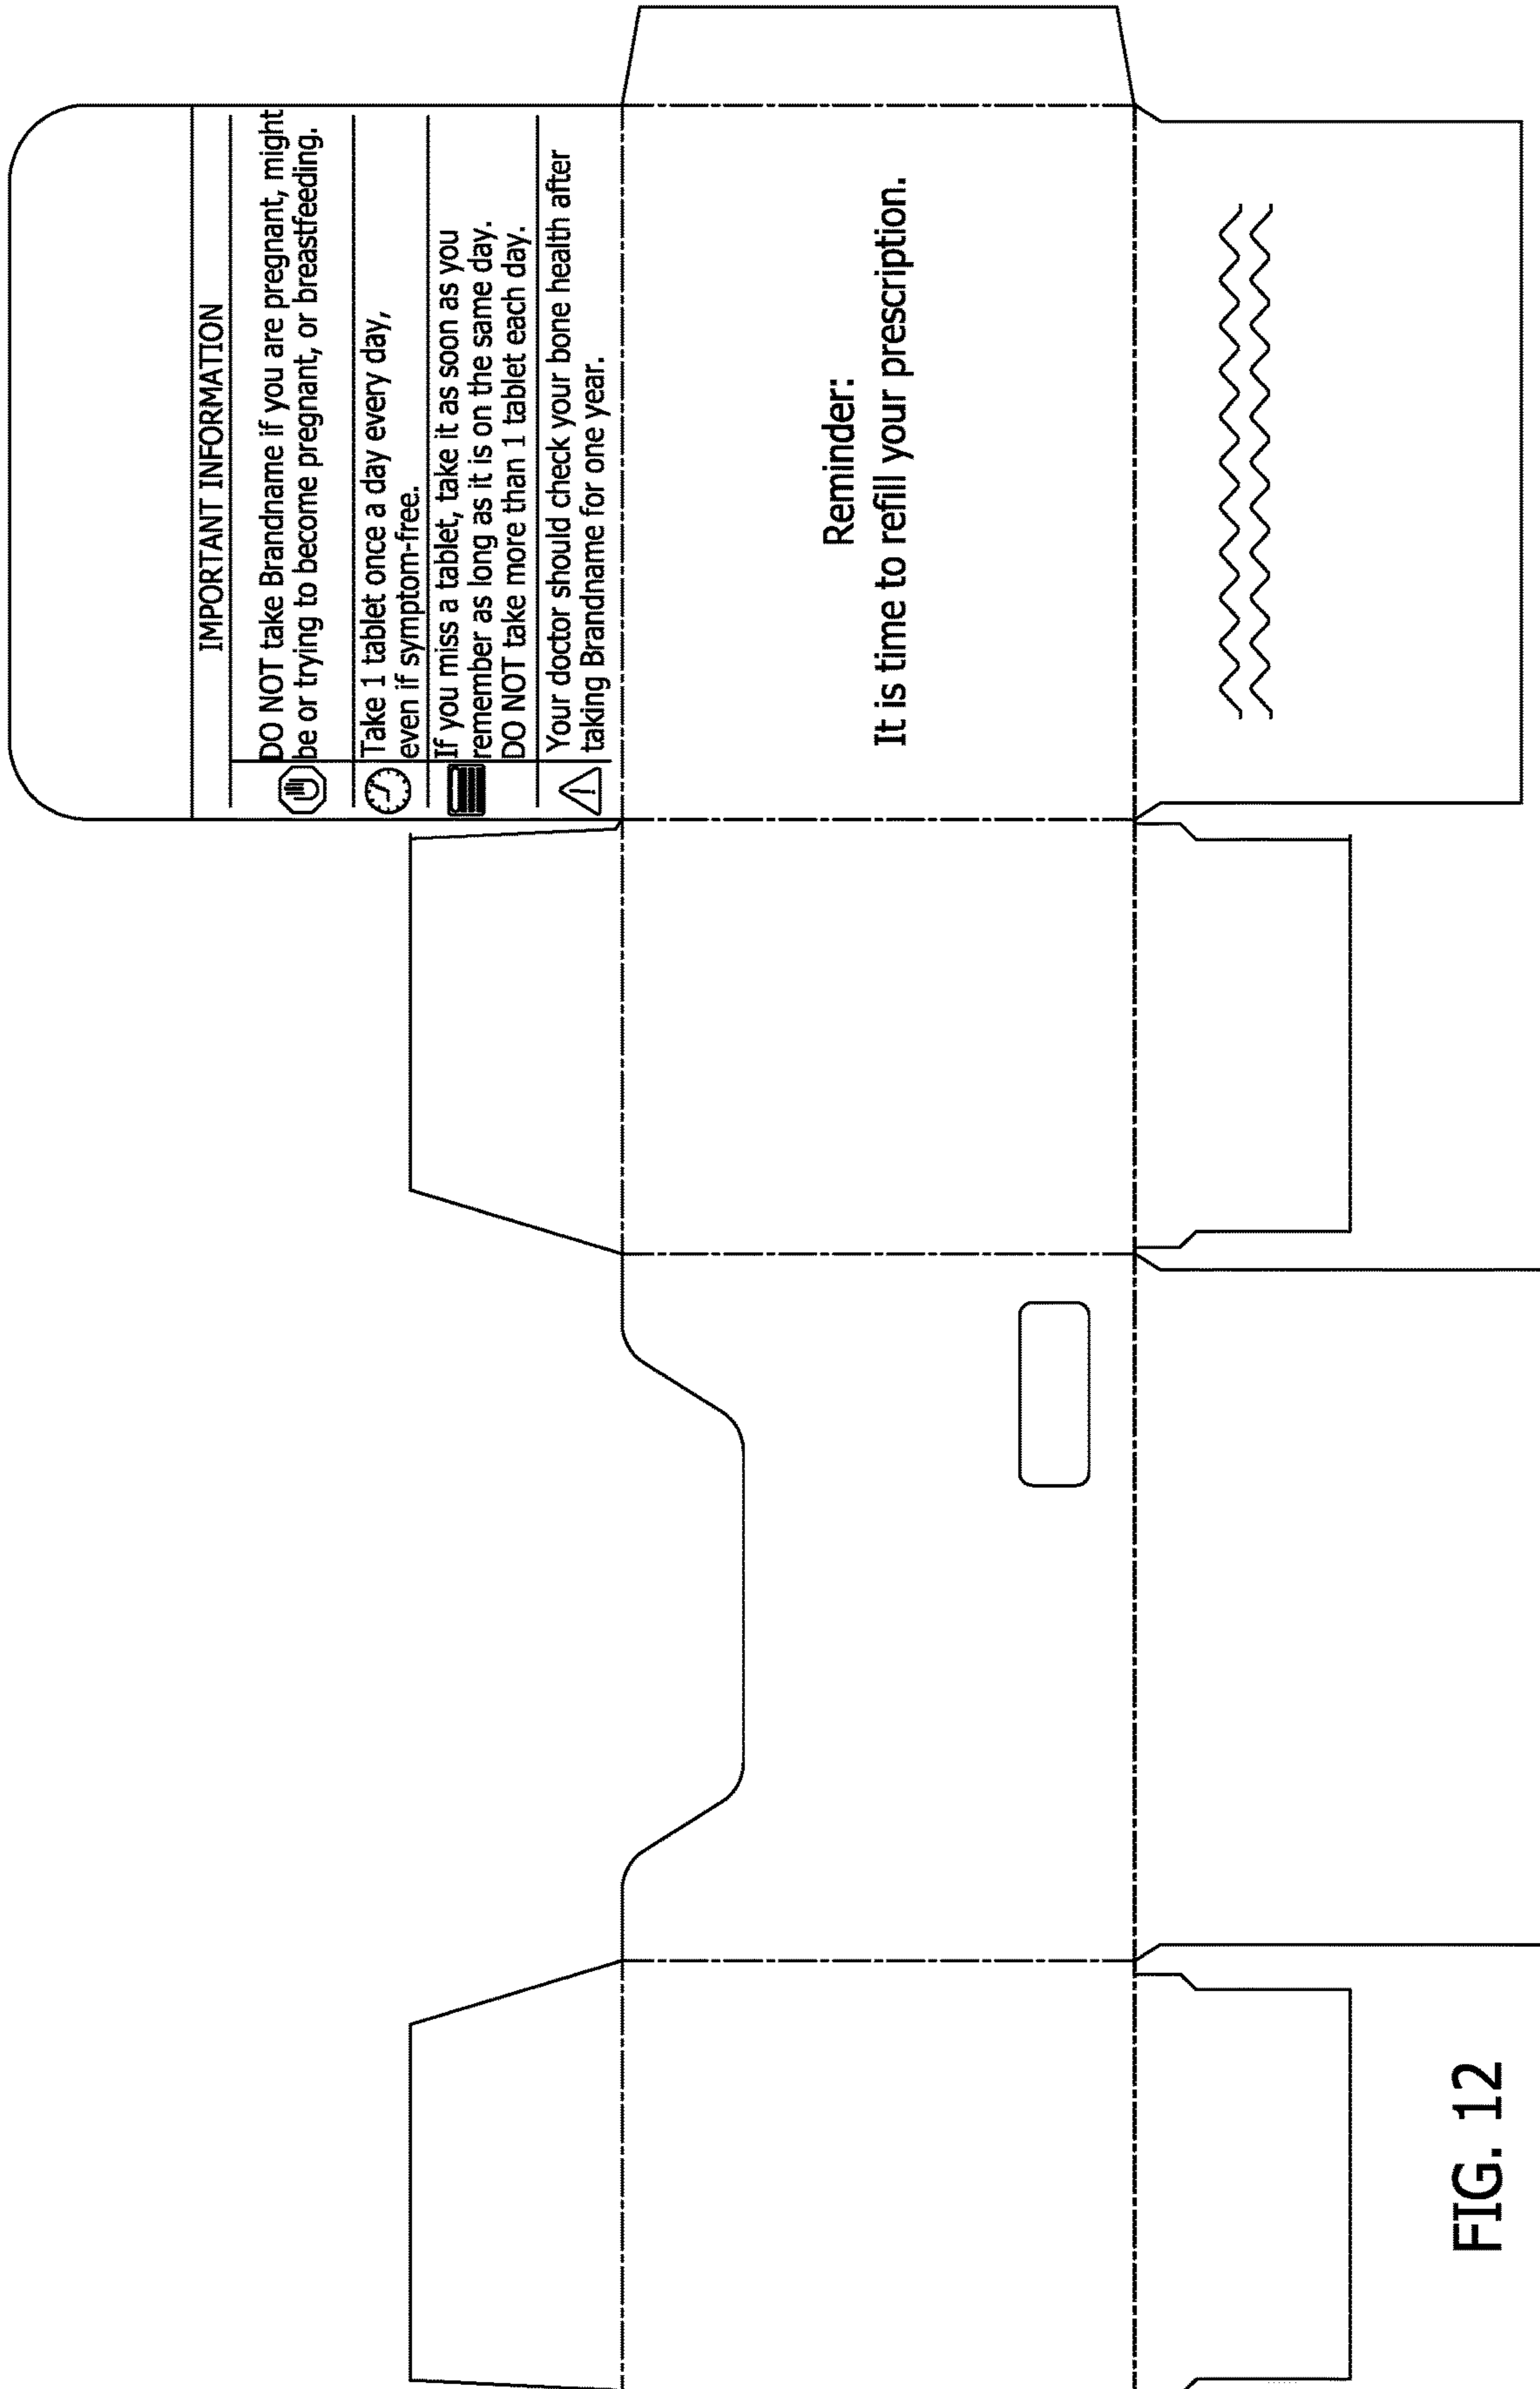 IMPORTANT INFORMATION
DO NOT take Brandname if you are pregnant, might
be or trying to become pregnant, or breastfeeding.
Take 1 tablet once a day every day,
even if symptom-free.
If you miss a tablet, take it as soon as you
remember as long as it is on the same day.
DO NOT take more than 1 tablet each day.
Your doctor should check your bone health after
taking Brandname for one year.
Reminder:
It is time to refill your prescription.
FIG. 12